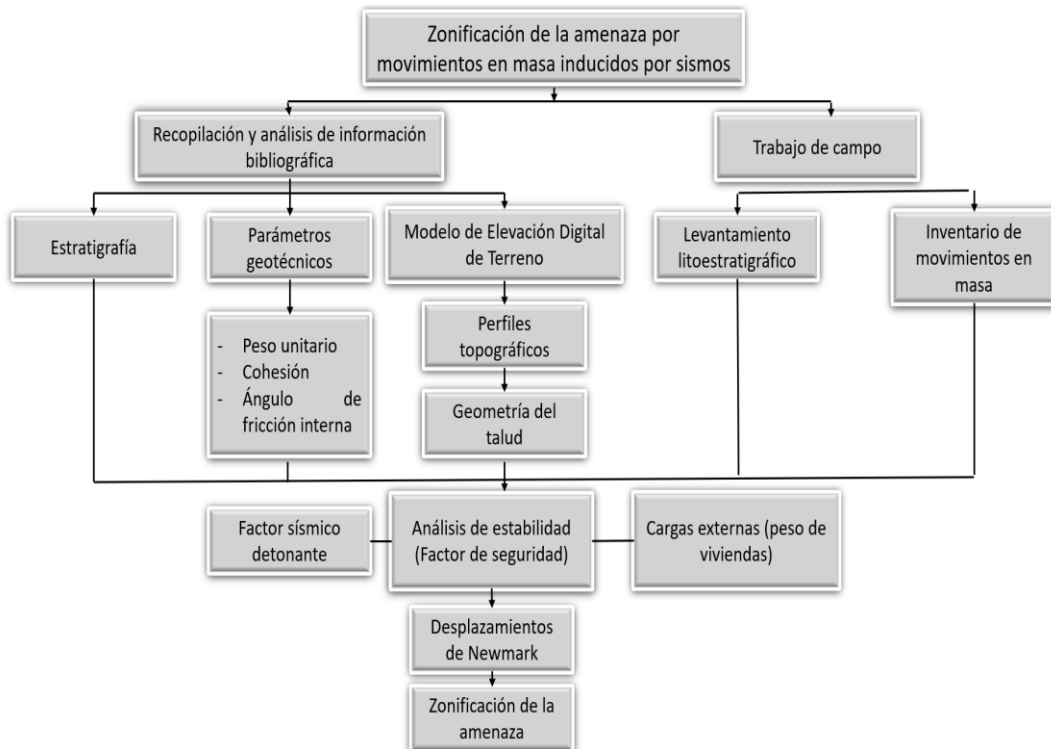 Zonificación de la amenaza por
movimientos en masa inducidos por sismos
Recopilación y análisis de información
bibliográfica
Trabajo de campo
Estratigrafía
Parámetros
geotécnicos
Modelo de Elevación Digital
de Terreno
Levantamiento
litoestratigráfico
Inventario de
movimientos en
masa
- Peso unitario
- Cohesión
- Ángulo de
fricción interna
Perfiles
topográficos
Geometría del
talud
Factor sísmico
detonante
Análisis de estabilidad
(Factor de seguridad)
Cargas externas (peso de
viviendas)
Desplazamientos
de Newmark
Zonificación de la
amenaza